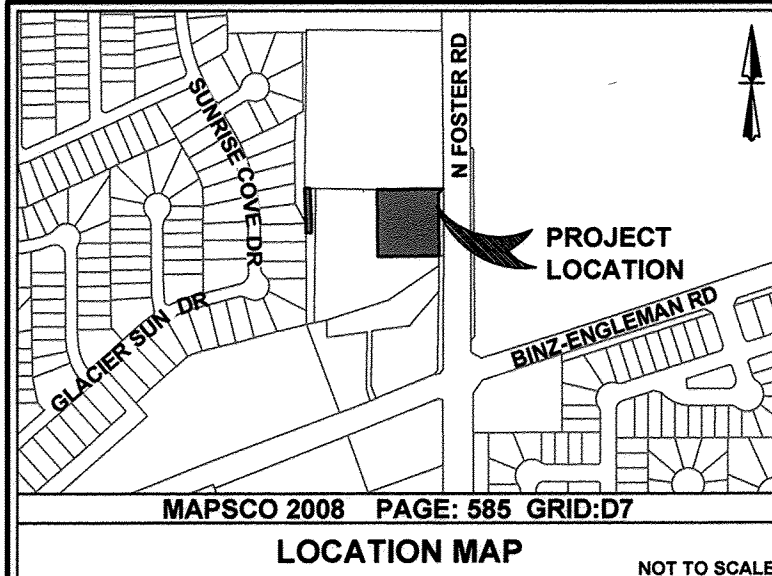 SUNRISE COVE DR
N FOSTER RD
PROJECT
LOCATION
GLACIER SUN DR
BINZ-ENGLEMAN RD
MAPSCO 2008 PAGE: 585 GRID:D7
LOCATION MAP
NOT TO SCALE